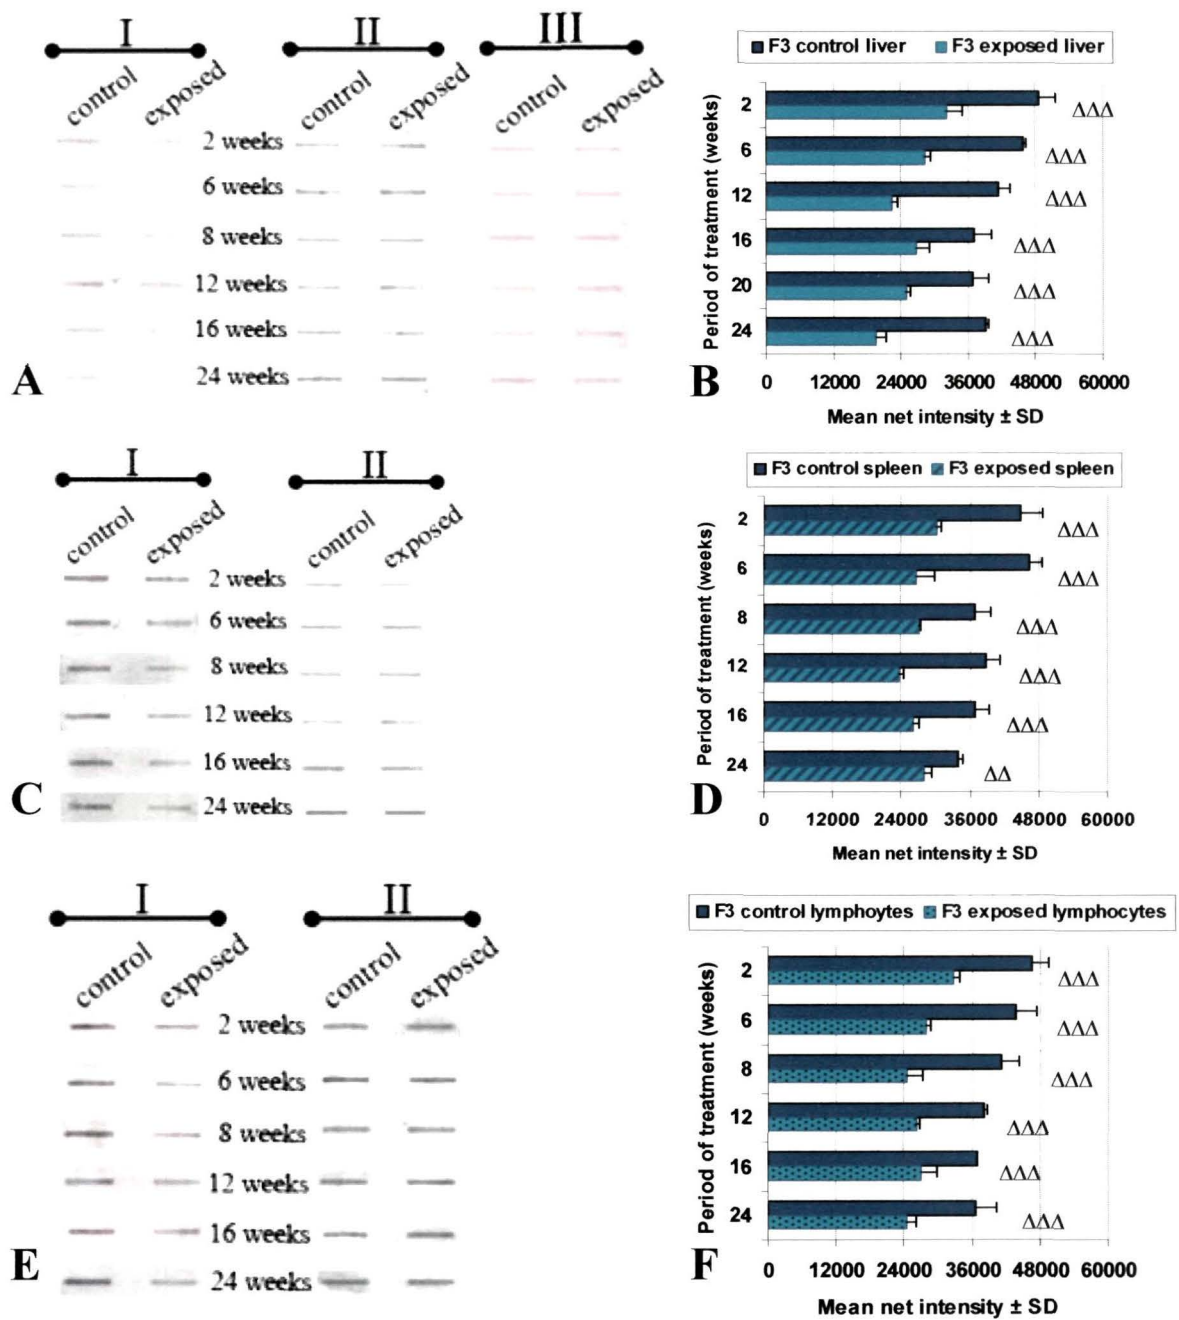 I II III
control exposed control exposed control exposed
2 weeks
6 weeks
8 weeks
12 weeks
16 weeks
24 weeks
A
F3 control liver F3 exposed liver
Period of treatment (weeks)
2 ΔΔΔ
6 ΔΔΔ
12 ΔΔΔ
16 ΔΔΔ
20 ΔΔΔ
24 ΔΔΔ
0 12000 24000 36000 48000 60000
Mean net intensity ± SD
B
I II
control exposed control exposed
2 weeks
6 weeks
8 weeks
12 weeks
16 weeks
24 weeks
C
F3 control spleen F3 exposed spleen
Period of treatment (weeks)
2 ΔΔΔ
6 ΔΔΔ
8 ΔΔΔ
12 ΔΔΔ
16 ΔΔΔ
24 ΔΔ
0 12000 24000 36000 48000 60000
Mean net intensity ± SD
D
I II
control exposed control exposed
2 weeks
6 weeks
8 weeks
12 weeks
16 weeks
24 weeks
E
F3 control lymphoytes F3 exposed lymphocytes
Period of treatment (weeks)
2 ΔΔΔ
6 ΔΔΔ
8 ΔΔΔ
12 ΔΔΔ
16 ΔΔΔ
24 ΔΔΔ
0 12000 24000 36000 48000 60000
Mean net intensity ± SD
F